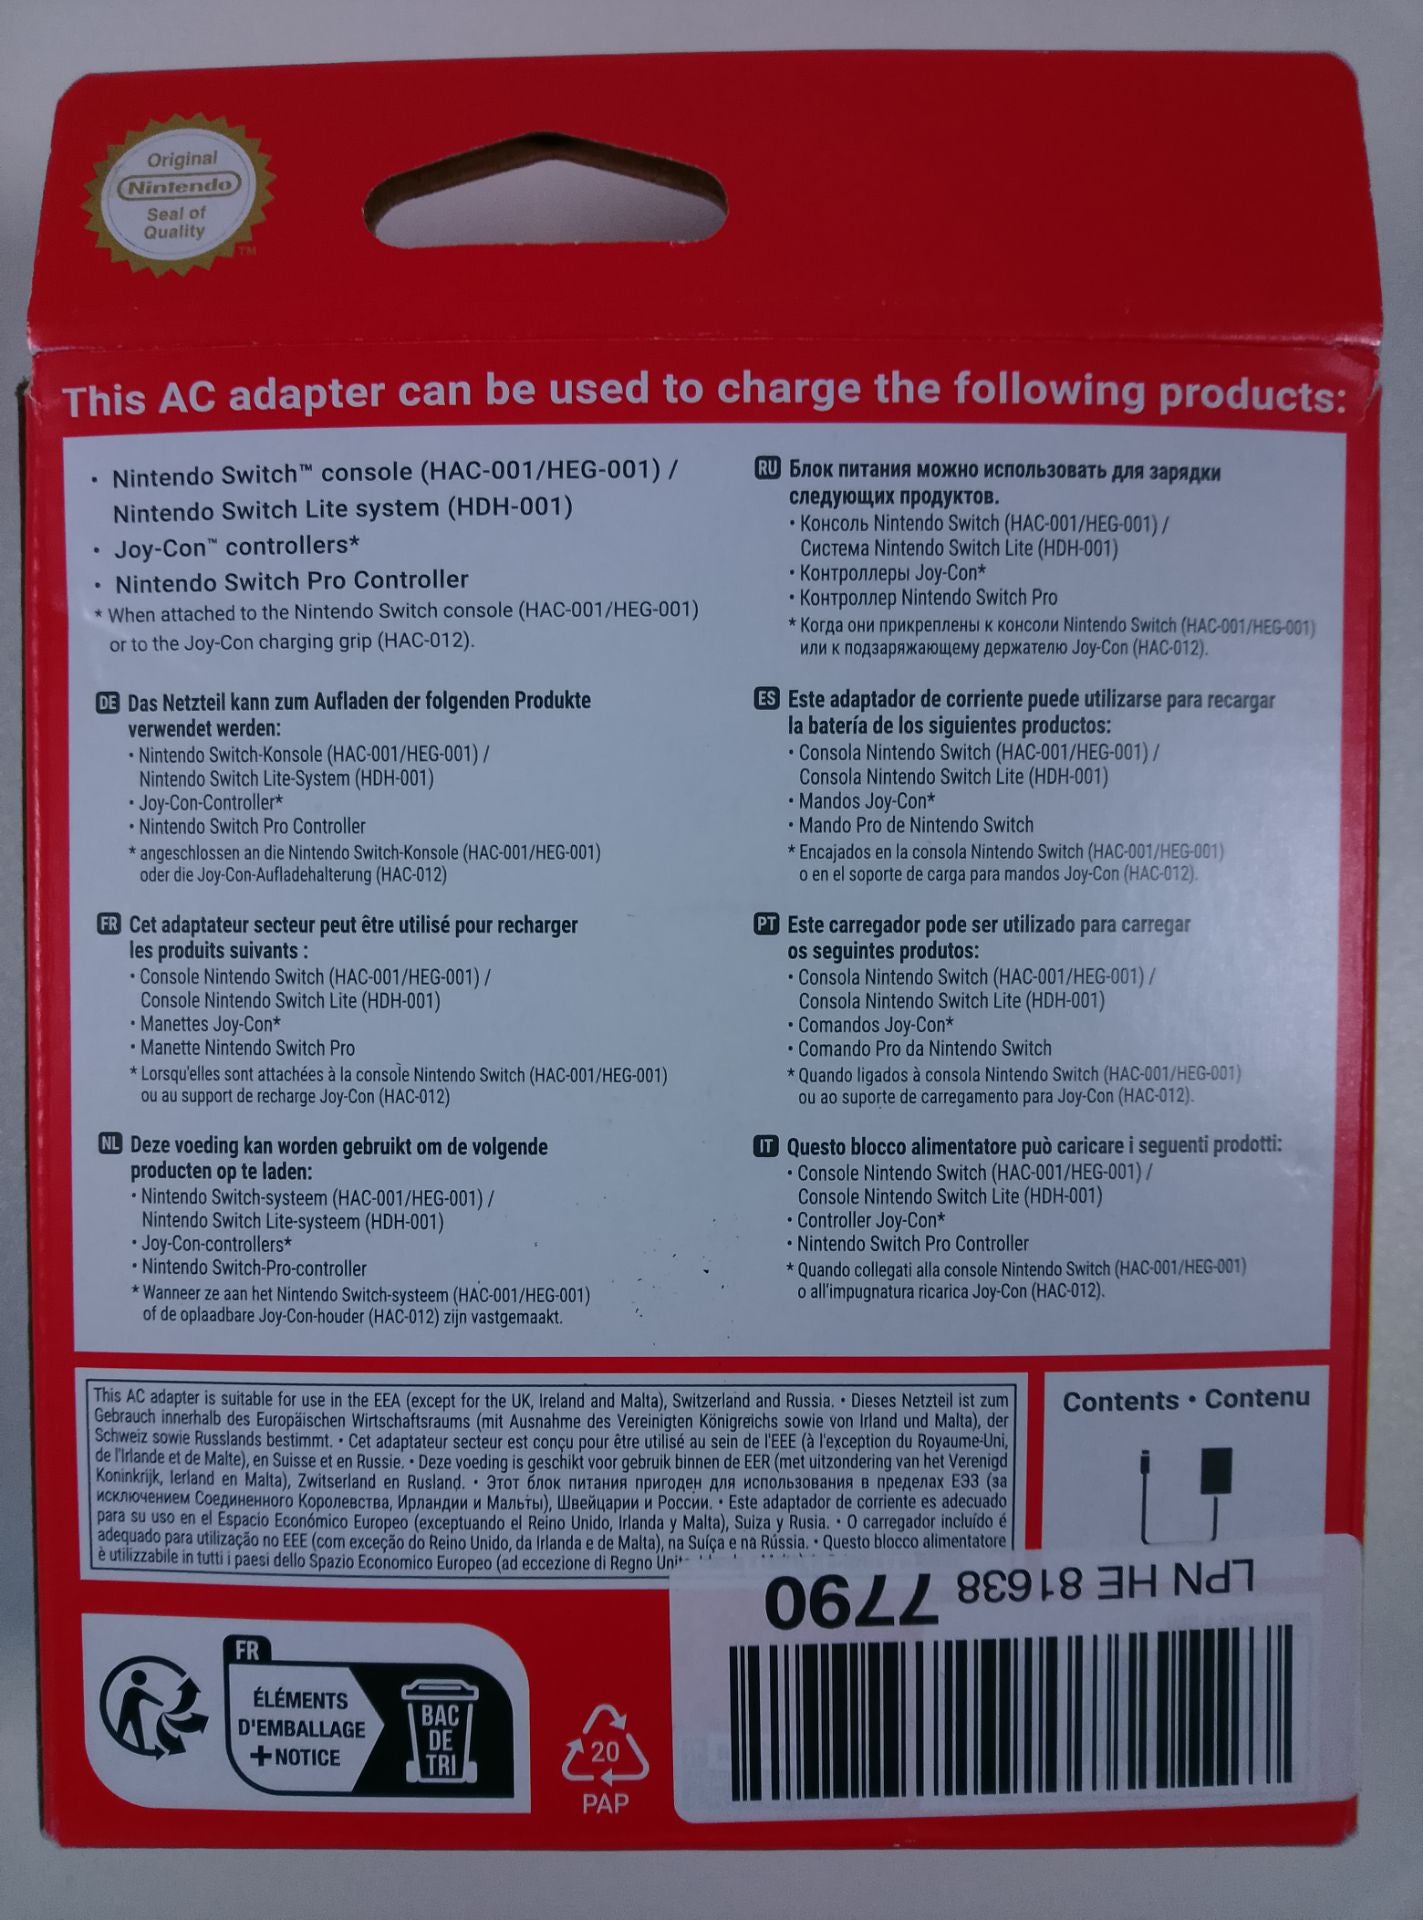 Original
Nintendo
Seal of
Quality
TM
This AC adapter can be used to charge the following products:
• Nintendo Switch™ console (HAC-001/HEG-001) /
Nintendo Switch Lite system (HDH-001)
• Joy-Con™ controllers*
• Nintendo Switch Pro Controller
* When attached to the Nintendo Switch console (HAC-001/HEG-001)
or to the Joy-Con charging grip (HAC-012).
DE Das Netzteil kann zum Aufladen der folgenden Produkte
verwendet werden:
• Nintendo Switch-Konsole (HAC-001/HEG-001) /
Nintendo Switch Lite-System (HDH-001)
• Joy-Con-Controller*
• Nintendo Switch Pro Controller
* angeschlossen an die Nintendo Switch-Konsole (HAC-001/HEG-001)
oder die Joy-Con-Aufladehalterung (HAC-012)
FR Cet adaptateur secteur peut être utilisé pour recharger
les produits suivants :
• Console Nintendo Switch (HAC-001/HEG-001) /
Console Nintendo Switch Lite (HDH-001)
• Manettes Joy-Con*
• Manette Nintendo Switch Pro
* Lorsqu'elles sont attachées à la console Nintendo Switch (HAC-001/HEG-001)
ou au support de recharge Joy-Con (HAC-012)
NL Deze voeding kan worden gebruikt om de volgende
producten op te laden:
• Nintendo Switch-systeem (HAC-001/HEG-001) /
Nintendo Switch Lite-systeem (HDH-001)
• Joy-Con-controllers*
• Nintendo Switch-Pro-controller
* Wanneer ze aan het Nintendo Switch-systeem (HAC-001/HEG-001)
of de oplaadbare Joy-Con-houder (HAC-012) zijn vastgemaakt.
RU Блок питания можно использовать для зарядки
следующих продуктов.
• Консоль Nintendo Switch (HAC-001/HEG-001) /
Система Nintendo Switch Lite (HDH-001)
• Контроллеры Joy-Con*
• Контроллер Nintendo Switch Pro
* Когда они прикреплены к консоли Nintendo Switch (HAC-001/HEG-001)
или к подзаряжающему держателю Joy-Con (HAC-012).
ES Este adaptador de corriente puede utilizarse para recargar
la batería de los siguientes productos:
• Consola Nintendo Switch (HAC-001/HEG-001) /
Consola Nintendo Switch Lite (HDH-001)
• Mandos Joy-Con*
• Mando Pro de Nintendo Switch
* Encajados en la consola Nintendo Switch (HAC-001/HEG-001)
o en el soporte de carga para mandos Joy-Con (HAC-012).
PT Este carregador pode ser utilizado para carregar
os seguintes produtos:
• Consola Nintendo Switch (HAC-001/HEG-001) /
Consola Nintendo Switch Lite (HDH-001)
• Comandos Joy-Con*
• Comando Pro da Nintendo Switch
* Quando ligados à consola Nintendo Switch (HAC-001/HEG-001)
ou ao suporte de carregamento para Joy-Con (HAC-012).
IT Questo blocco alimentatore può caricare i seguenti prodotti:
• Console Nintendo Switch (HAC-001/HEG-001) /
Console Nintendo Switch Lite (HDH-001)
• Controller Joy-Con*
• Nintendo Switch Pro Controller
* Quando collegati alla console Nintendo Switch (HAC-001/HEG-001)
o all'impugnatura ricarica Joy-Con (HAC-012).
This AC adapter is suitable for use in the EEA (except for the UK, Ireland and Malta), Switzerland and Russia. • Dieses Netzteil ist zum
Gebrauch innerhalb des Europäischen Wirtschaftsraums (mit Ausnahme des Vereinigten Königreichs sowie von Irland und Malta), der
Schweiz sowie Russlands bestimmt. • Cet adaptateur secteur est conçu pour être utilisé au sein de l'EEE (à l'exception du Royaume-Uni,
de l'Irlande et de Malte), en Suisse et en Russie. • Deze voeding is geschikt voor gebruik binnen de EER (met uitzondering van het Verenigd
Koninkrijk, Ierland en Malta), Zwitserland en Rusland. • Этот блок питания пригоден для использования в пределах ЕЭЗ (за
исключением Соединенного Королевства, Ирландии и Мальты), Швейцарии и России. • Este adaptador de corriente es adecuado
para su uso en el Espacio Económico Europeo (exceptuando el Reino Unido, Irlanda y Malta), Suiza y Rusia. • O carregador incluído é
adequado para utilização no EEE (com exceção do Reino Unido, da Irlanda e de Malta), na Suíça e na Rússia. • Questo blocco alimentatore
è utilizzabile in tutti i paesi dello Spazio Economico Europeo (ad eccezione di Regno
Contents • Contenu
LPN HE 81638 7790
FR
ÉLÉMENTS
D'EMBALLAGE
+NOTICE
BAC
DE
TRI
20
PAP